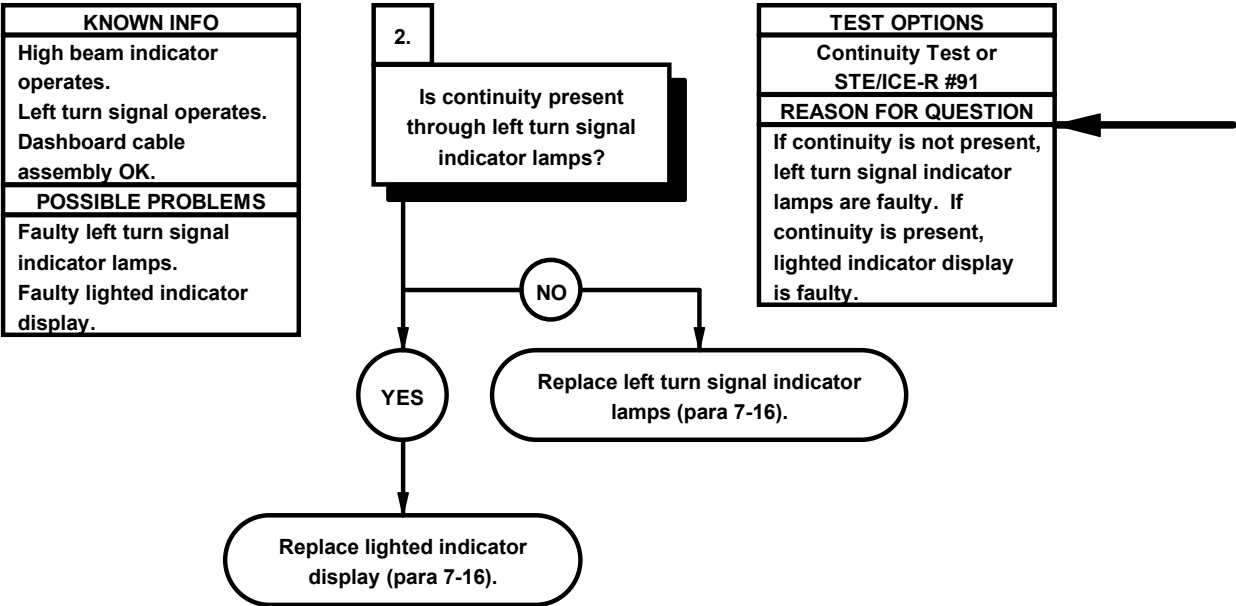 KNOWN INFO
High beam indicator
operates.
Left turn signal operates.
Dashboard cable
assembly OK.
POSSIBLE PROBLEMS
Faulty left turn signal
indicator lamps.
Faulty lighted indicator
display.
2.
Is continuity present
through left turn signal
indicator lamps?
TEST OPTIONS
Continuity Test or
STE/ICE-R #91
REASON FOR QUESTION
If continuity is not present,
left turn signal indicator
lamps are faulty.  If
continuity is present,
lighted indicator display
is faulty.
NO
YES
Replace left turn signal indicator
lamps (para 7-16).
Replace lighted indicator
display (para 7-16).